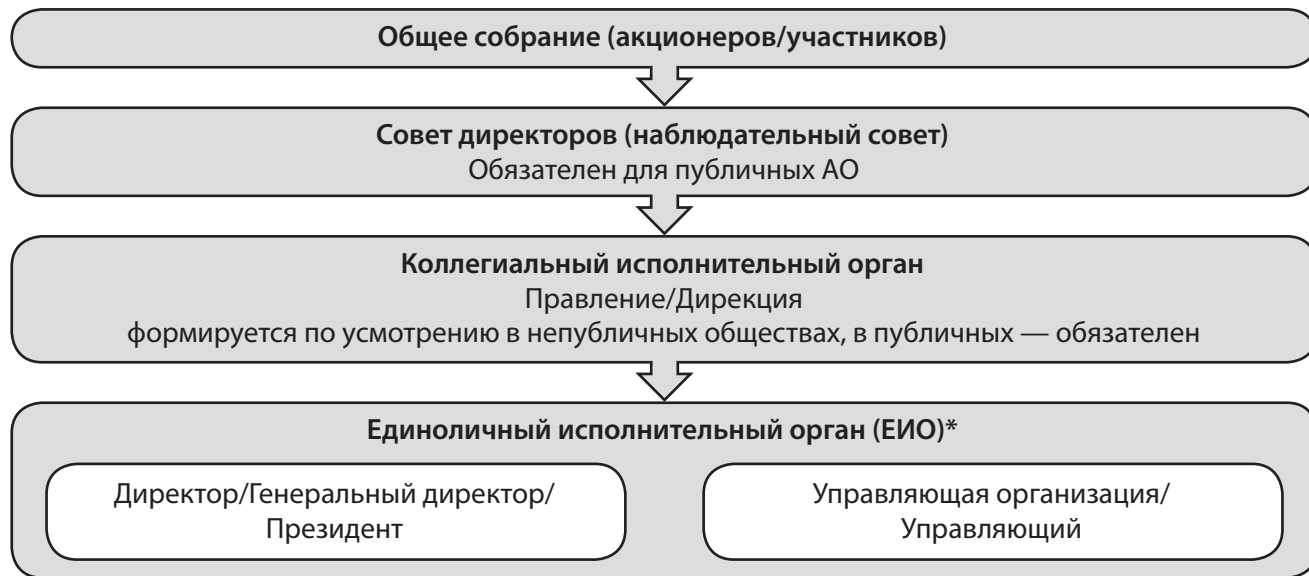 Общее собрание (акционеров/участников)
Совет директоров (наблюдательный совет)
Обязателен для публичных АО
Коллегиальный исполнительный орган
Правление/Дирекция
формируется по усмотрению в непубличных обществах, в публичных — обязателен
Единоличный исполнительный орган (ЕИО)*
Директор/Генеральный директор/
Президент
Управляющая организация/
Управляющий